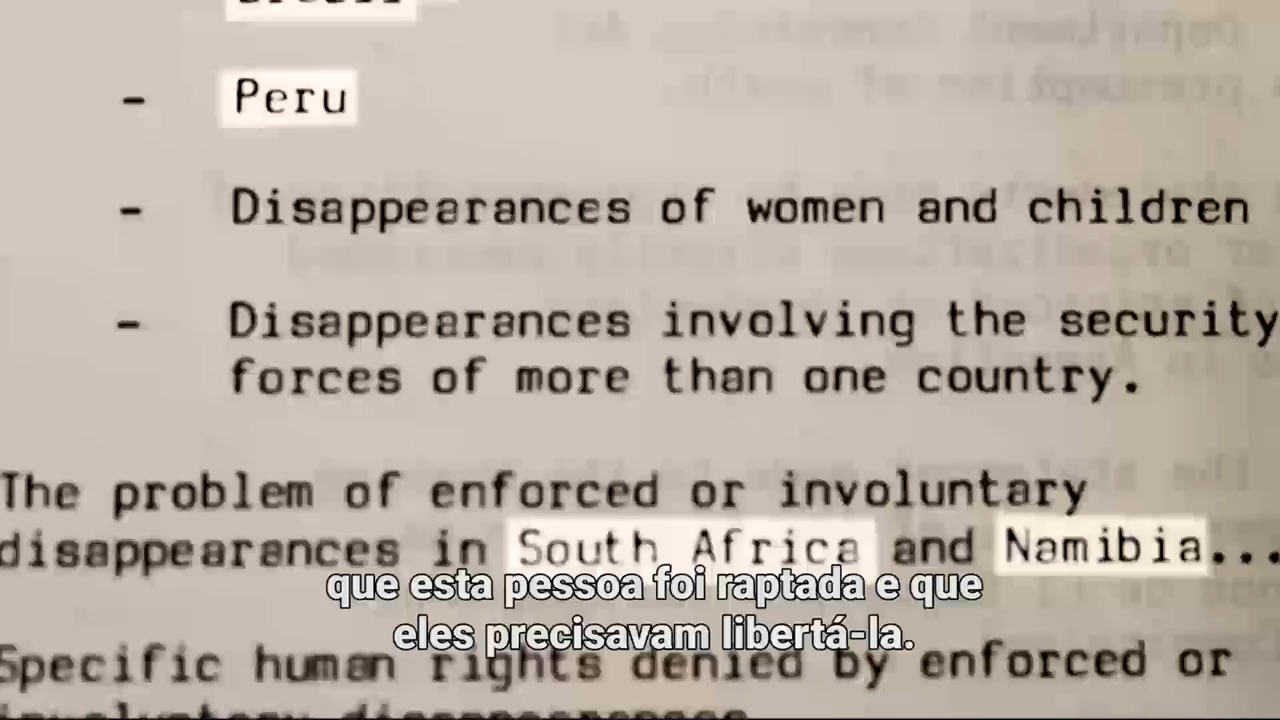 - Peru
- Disappearances of women and children
- Disappearances involving the security
forces of more than one country.
The problem of enforced or involuntary
disappearances in South Africa and Namibia...
que esta pessoa foi raptada e que
eles precisavam libertá-la.
Specific human rights denied by enforced or
involuntary disappearances